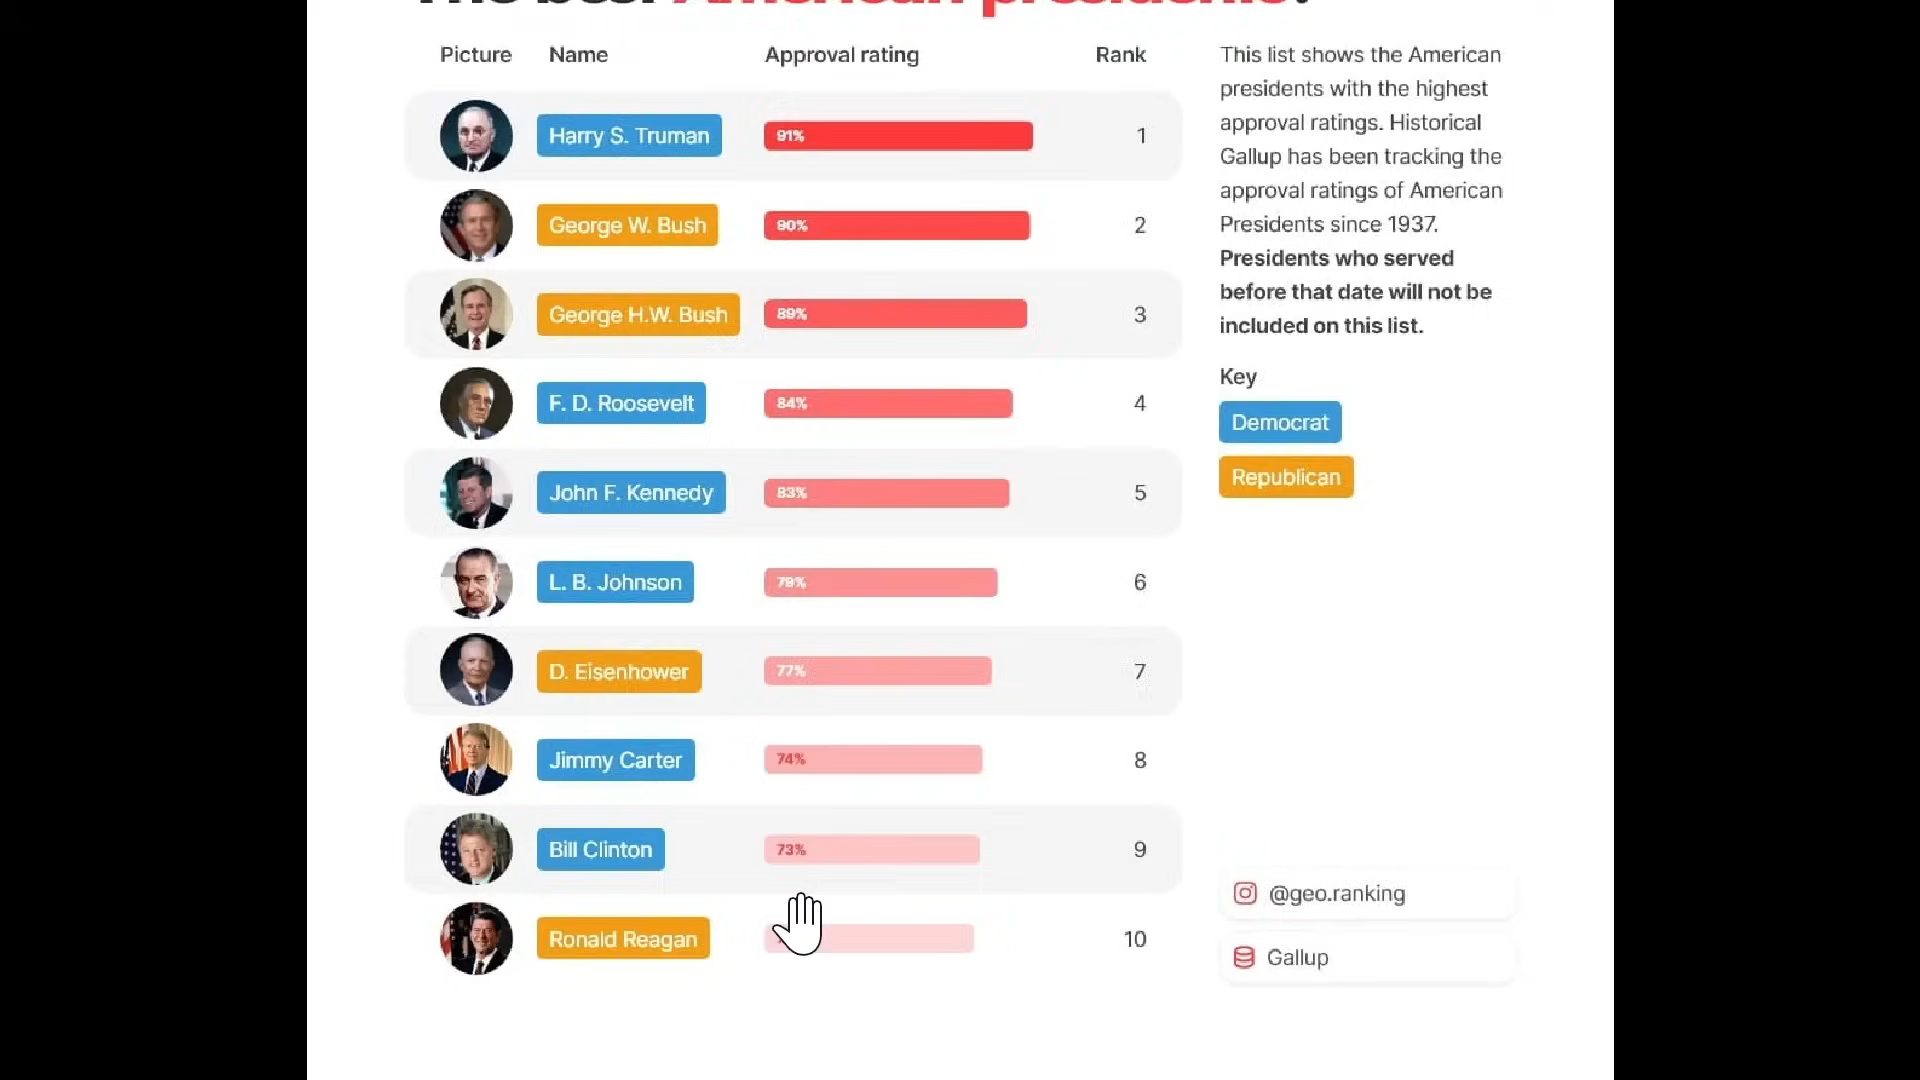 American presidents?
Picture Name Approval rating Rank
Harry S. Truman 91% 1
George W. Bush 90% 2
George H.W. Bush 89% 3
F. D. Roosevelt 84% 4
John F. Kennedy 83% 5
L. B. Johnson 79% 6
D. Eisenhower 77% 7
Jimmy Carter 74% 8
Bill Clinton 73% 9
Ronald Reagan 10
This list shows the American
presidents with the highest
approval ratings. Historical
Gallup has been tracking the
approval ratings of American
Presidents since 1937.
Presidents who served
before that date will not be
included on this list.
Key
Democrat
Republican
@geo.ranking
Gallup